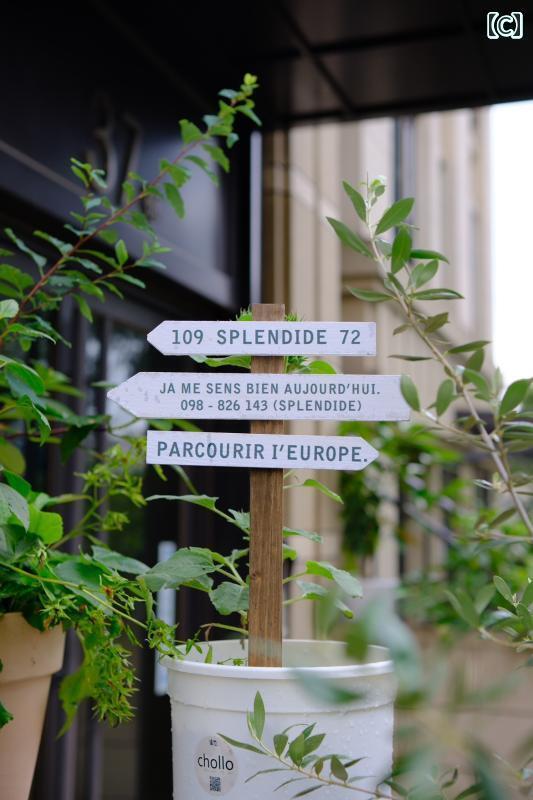 [C]
109 SPLENDIDE 72
JA ME SENS BIEN AUJOURD'HUI.
098 - 826 143 (SPLENDIDE)
PARCOURIR I'EUROPE.
chollo